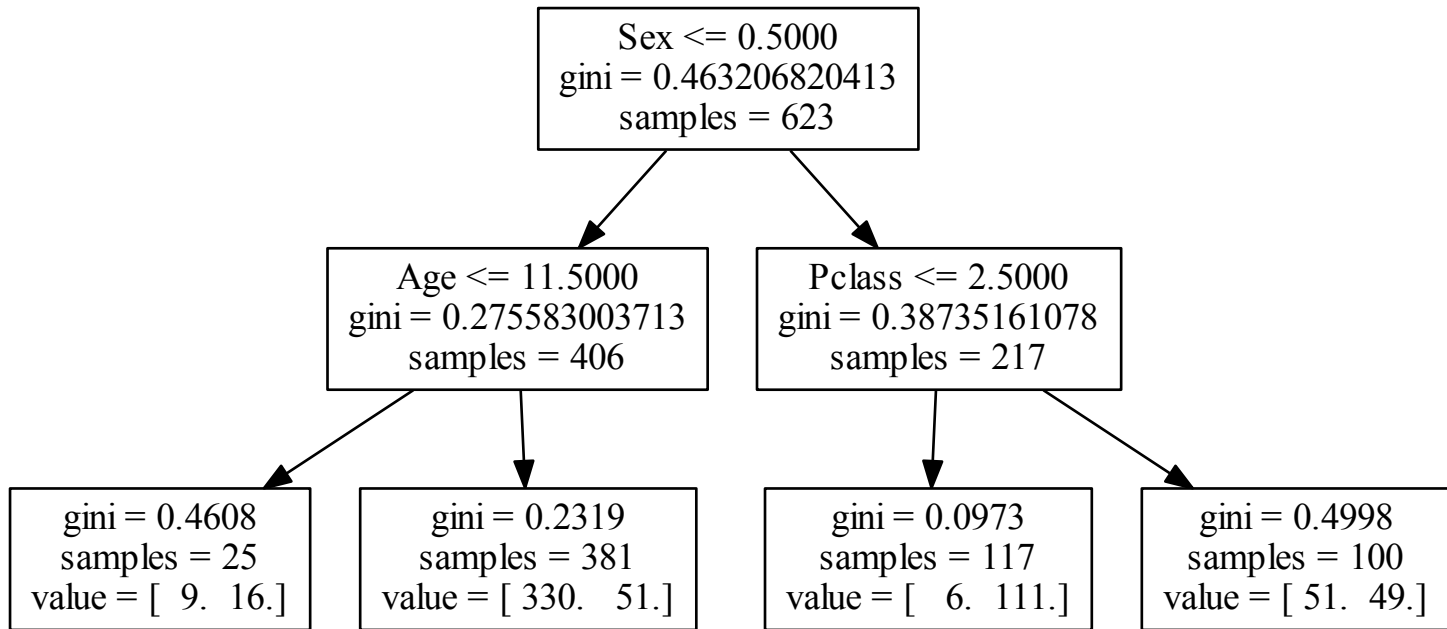 Sex <= 0.5000
gini = 0.463206820413
samples = 623
Age <= 11.5000
gini = 0.275583003713
samples = 406
Pclass <= 2.5000
gini = 0.38735161078
samples = 217
gini = 0.4608
samples = 25
value = [  9.  16.]
gini = 0.2319
samples = 381
value = [ 330.   51.]
gini = 0.0973
samples = 117
value = [   6.  111.]
gini = 0.4998
samples = 100
value = [ 51.  49.]